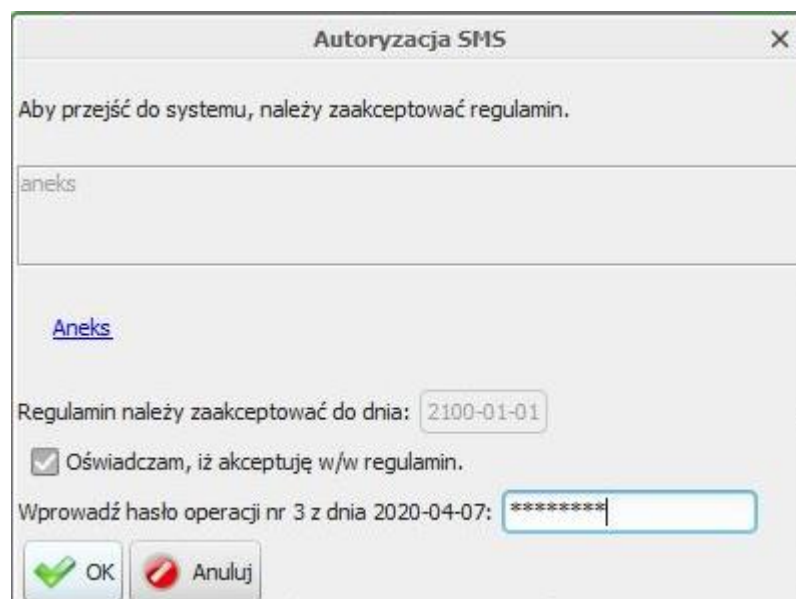 Autoryzacja SMS
Aby przejść do systemu, należy zaakceptować regulamin.
aneks
Aneks
Regulamin należy zaakceptować do dnia: 2100-01-01
Oświadczam, iż akceptuję w/w regulamin.
Wprowadź hasło operacji nr 3 z dnia 2020-04-07: ********
OK Anuluj